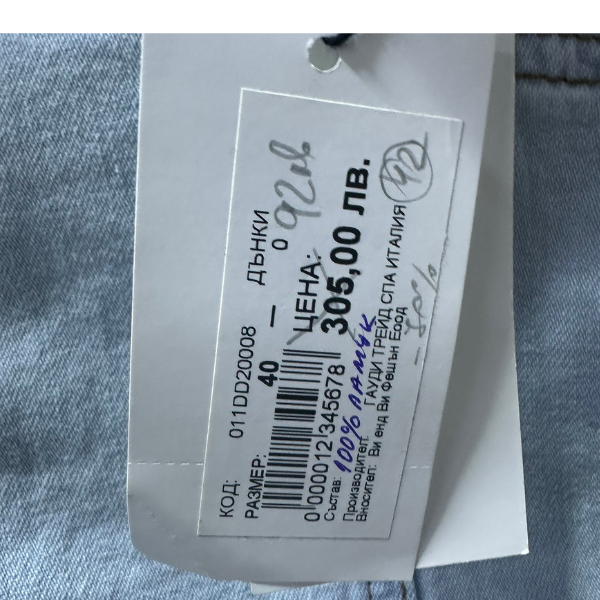 КОД: 011DD20008 ДЪНКИ
РАЗМЕР: 40 — 0 92лв
ЦЕНА:
305,00 ЛВ.
0 000012 345678
Състав: 100% ПАМУК
Производител: ГАУДИ ТРЕЙД СПА ИТАЛИЯ
Вносител: Ви енд Ви Фешън Еоод
42